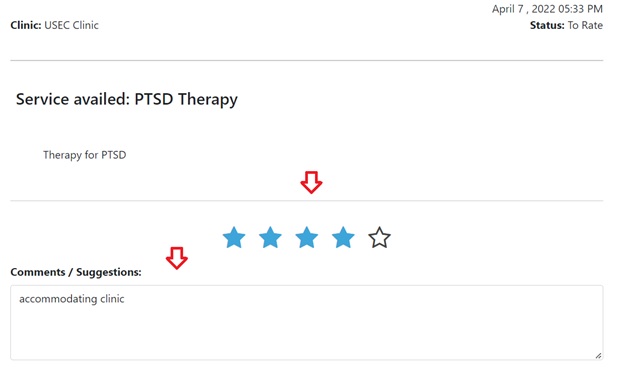 April 7 , 2022 05:33 PM
Clinic: USEC Clinic
Status: To Rate
Service availed: PTSD Therapy
Therapy for PTSD
Comments / Suggestions:
accommodating clinic